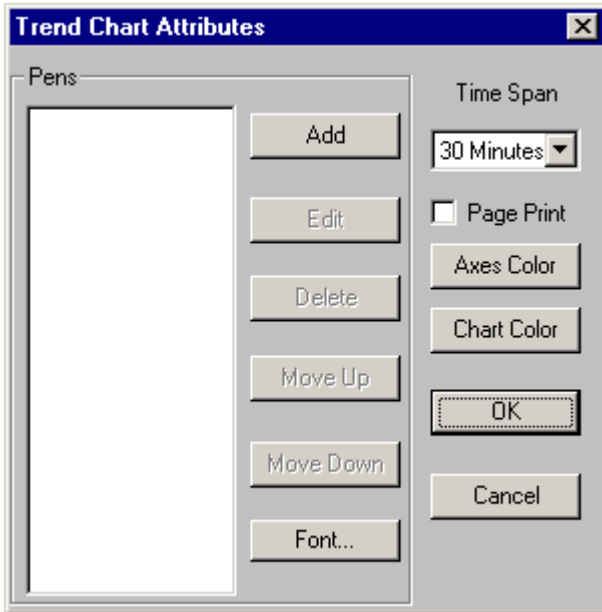 Trend Chart Attributes
Pens
Add
Edit
Delete
Move Up
Move Down
Font...
Time Span
30 Minutes
Page Print
Axes Color
Chart Color
OK
Cancel